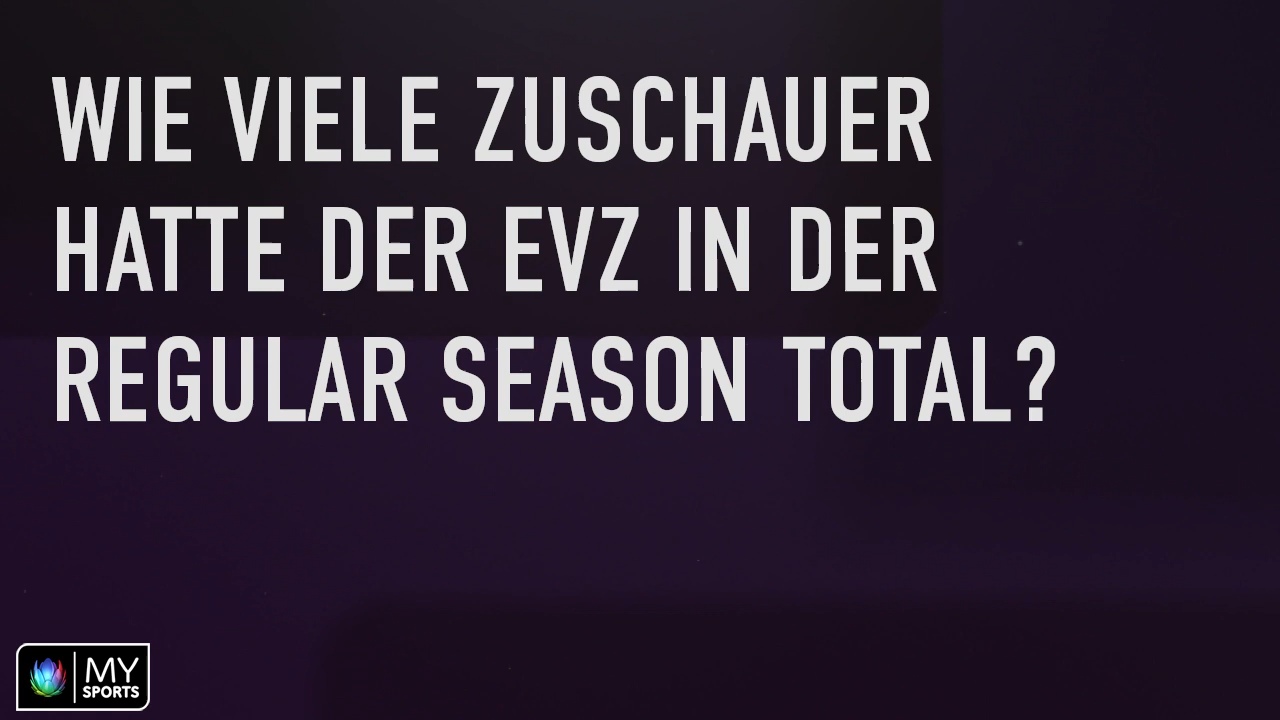 WIE VIELE ZUSCHAUER
HATTE DER EVZ IN DER
REGULAR SEASON TOTAL?
MY
SPORTS